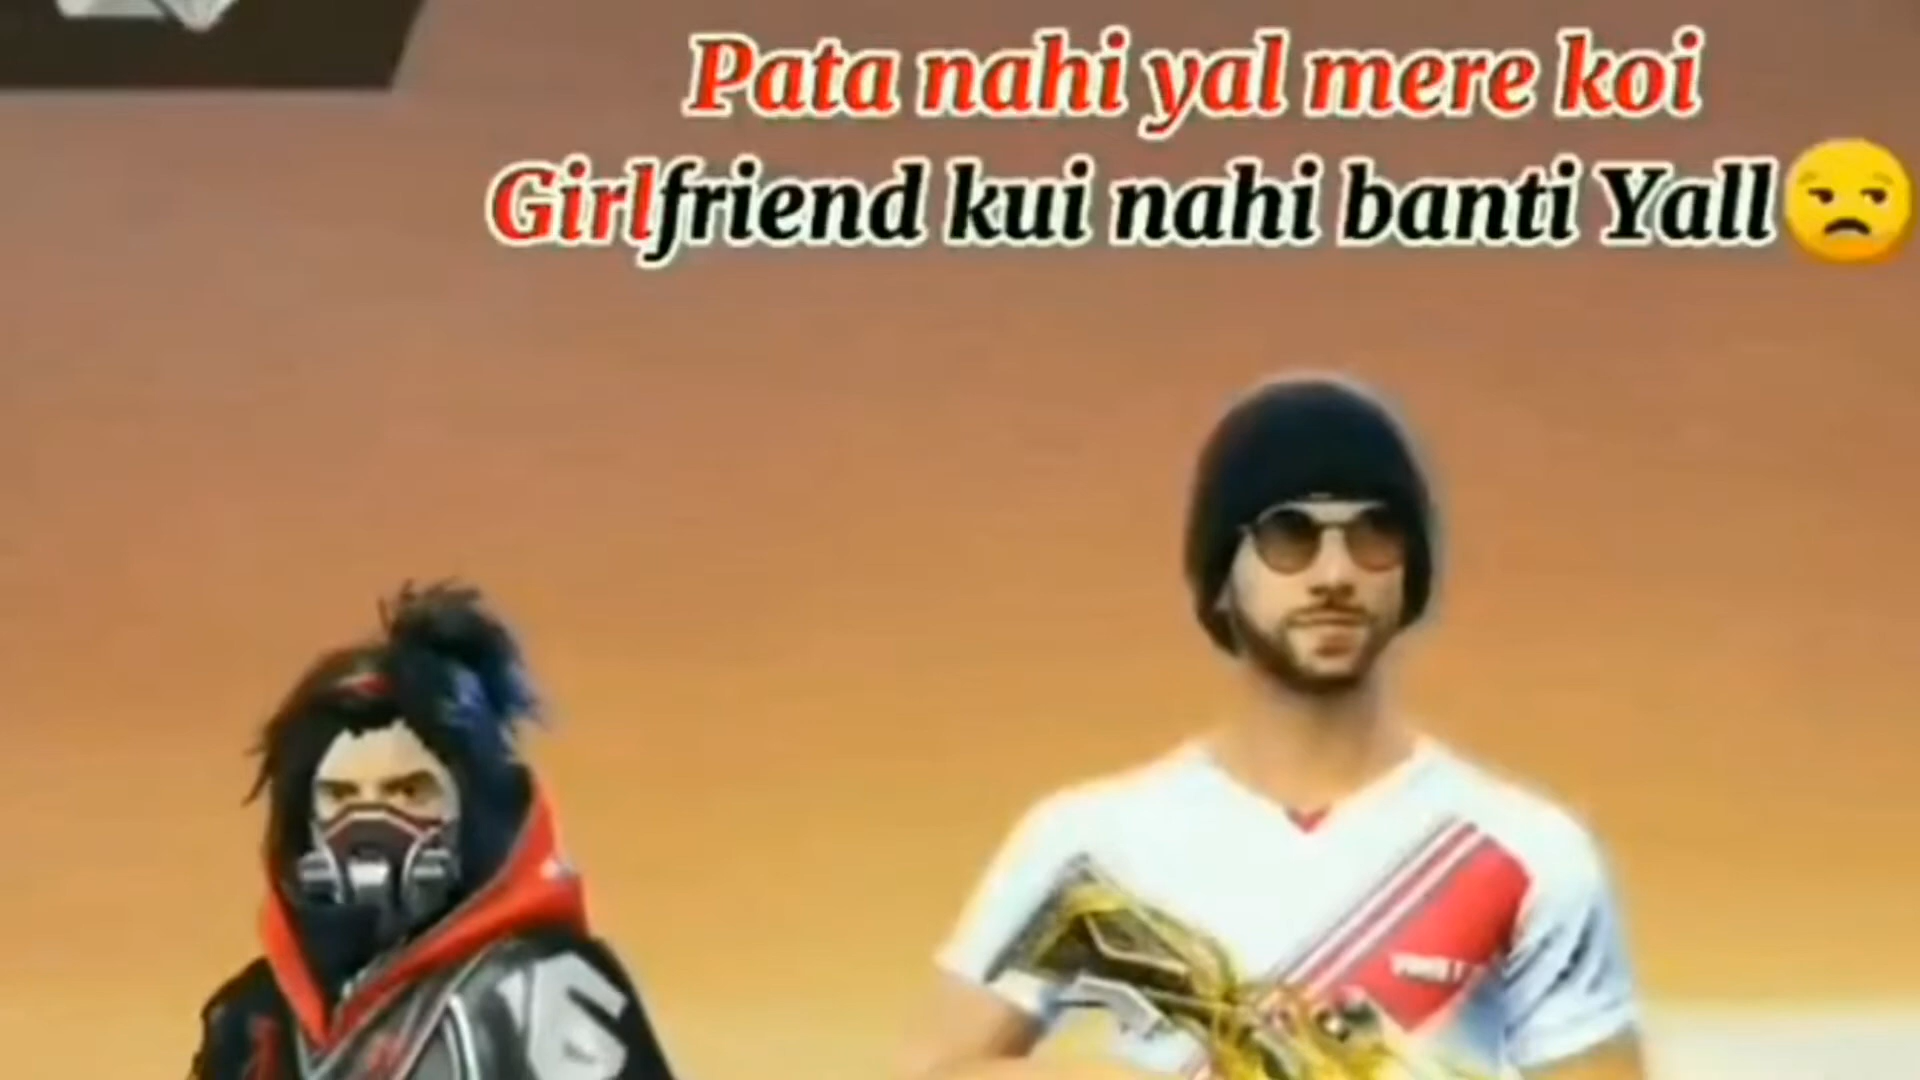 Pata nahi yal mere koi
Girlfriend kui nahi banti Yall😒